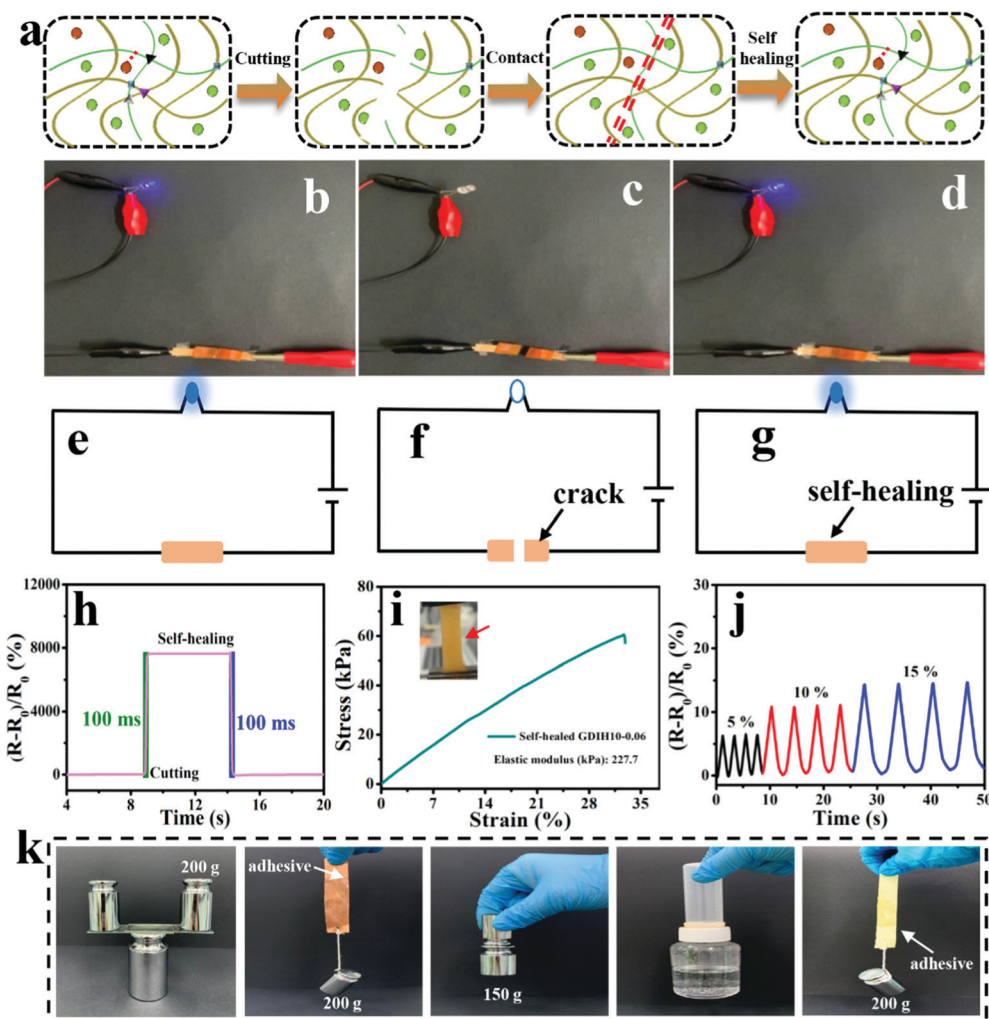 a
Cutting
Contact
Self
healing
b
c
d
e
f
g
crack
self-healing
h
12000
8000
4000
0
(R-R0)/R0 (%)
Self-healing
100 ms
100 ms
Cutting
4
8
12
16
20
Time (s)
i
80
60
40
20
0
Stress (kPa)
Self-healed GDIH10-0.06
Elastic modulus (kPa): 227.7
0
7
14
21
28
35
Strain (%)
j
30
20
10
0
(R-R0)/R0 (%)
5 %
10 %
15 %
0
10
20
30
40
50
Time (s)
k
200 g
adhesive
200 g
150 g
adhesive
200 g